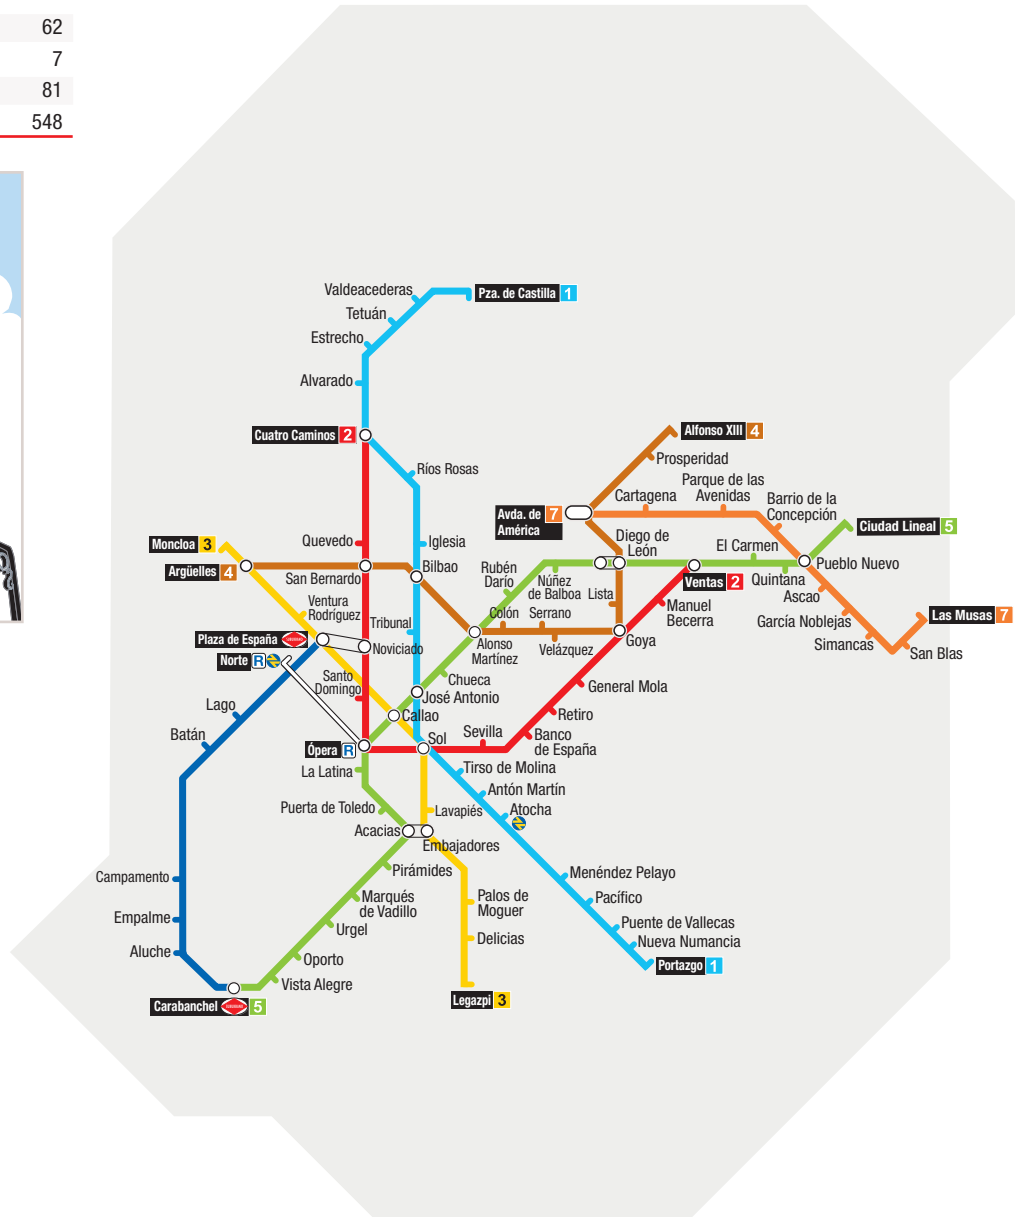 62
7
81
548
Valdeacederas
Pza. de Castilla 1
Tetuán
Estrecho
Alvarado
Cuatro Caminos 2
Alfonso XIII 4
Prosperidad
Ríos Rosas
Parque de las
Avenidas
Cartagena
Barrio de la
Concepción
Avda. de
América
7
Ciudad Lineal 5
Diego de
León
Moncloa 3
Quevedo
Iglesia
El Carmen
Argüelles 4
San Bernardo
Bilbao
Rubén
Darío
Núñez
de Balboa
Pueblo Nuevo
Ventas 2
Quintana
Ascao
Lista
Ventura
Rodríguez
Colón
Serrano
Manuel
Becerra
García Noblejas
Las Musas 7
Tribunal
Plaza de España
Noviciado
Alonso
Martínez
Velázquez
Goya
Simancas
San Blas
Norte R
Santo
Domingo
Chueca
General Mola
José Antonio
Lago
Callao
Retiro
Batán
Sol
Sevilla
Banco
de España
Ópera R
La Latina
Tirso de Molina
Antón Martín
Puerta de Toledo
Lavapiés
Atocha
Acacias
Embajadores
Pirámides
Menéndez Pelayo
Campamento
Marqués
de Vadillo
Palos de
Moguer
Pacífico
Empalme
Urgel
Puente de Vallecas
Delicias
Nueva Numancia
Aluche
Oporto
Portazgo 1
Vista Alegre
Carabanchel 5
Legazpi 3